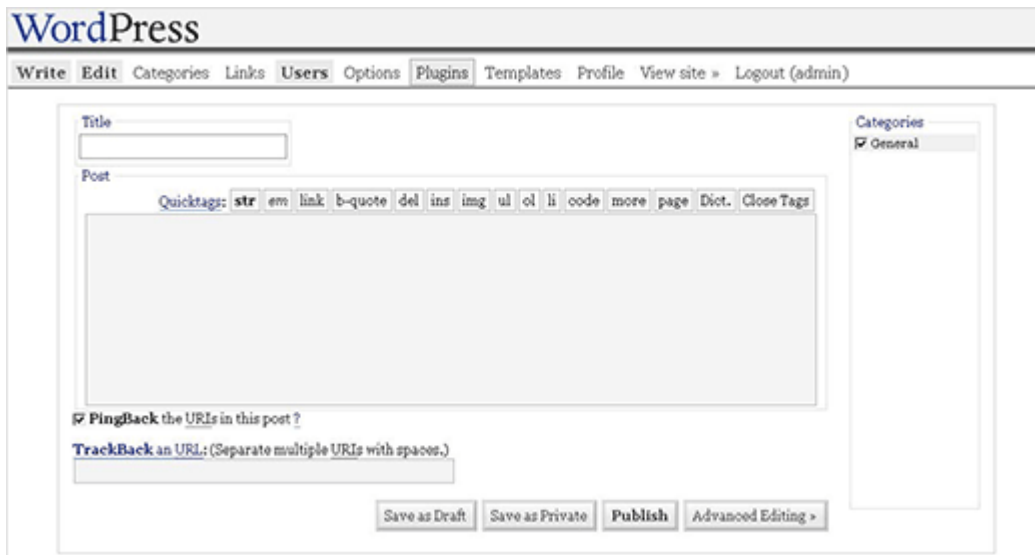 WordPress
Write Edit Categories Links Users Options Plugins Templates Profile View site » Logout (admin)
Title
Categories
General
Post
Quicktags: str em link b-quote del ins img ul ol li code more page Dict. Close Tags
PingBack the URIs in this post ?
TrackBack an URL: (Separate multiple URIs with spaces.)
Save as Draft Save as Private Publish Advanced Editing »